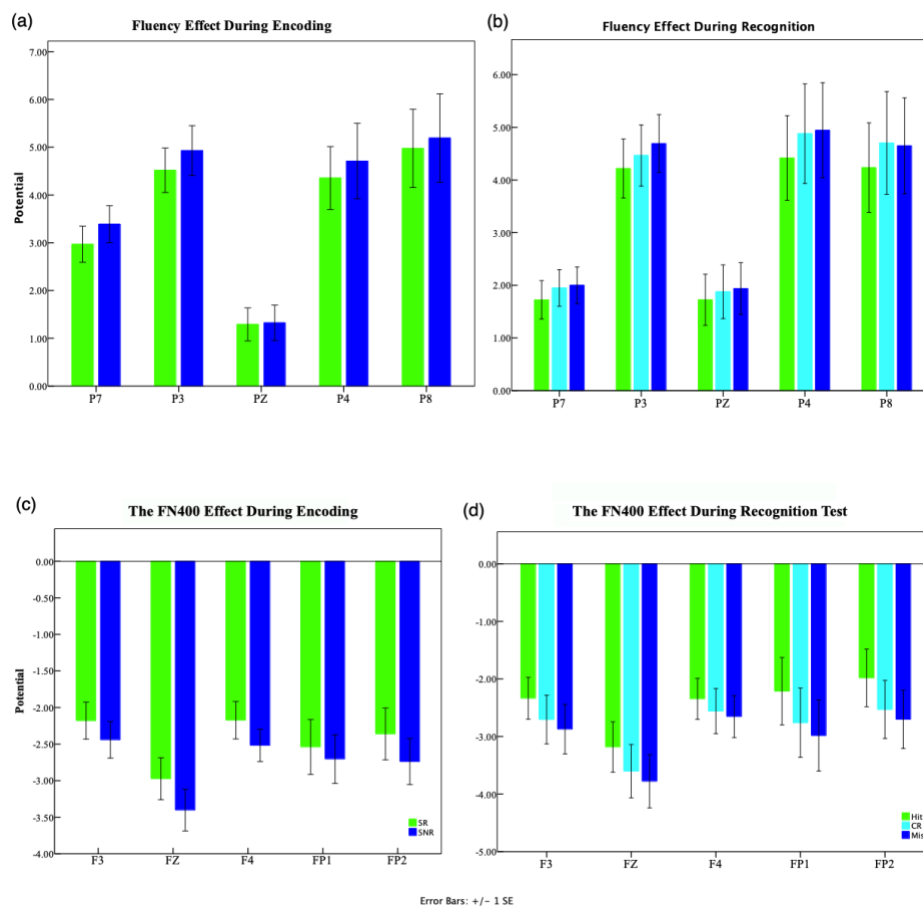 (a)
Fluency Effect During Encoding
Potential
7.00
6.00
5.00
4.00
3.00
2.00
1.00
0.00
P7 P3 PZ P4 P8
(b)
Fluency Effect During Recognition
6.00
5.00
4.00
3.00
2.00
1.00
0.00
P7 P3 PZ P4 P8
(c)
The FN400 Effect During Encoding
Potential
0.00
-0.50
-1.00
-1.50
-2.00
-2.50
-3.00
-3.50
-4.00
SR
SNR
F3 FZ F4 FP1 FP2
(d)
The FN400 Effect During Recognition Test
0.00
-1.00
-2.00
-3.00
-4.00
-5.00
Hit
CR
Mis
F3 FZ F4 FP1 FP2
Error Bars: +/- 1 SE